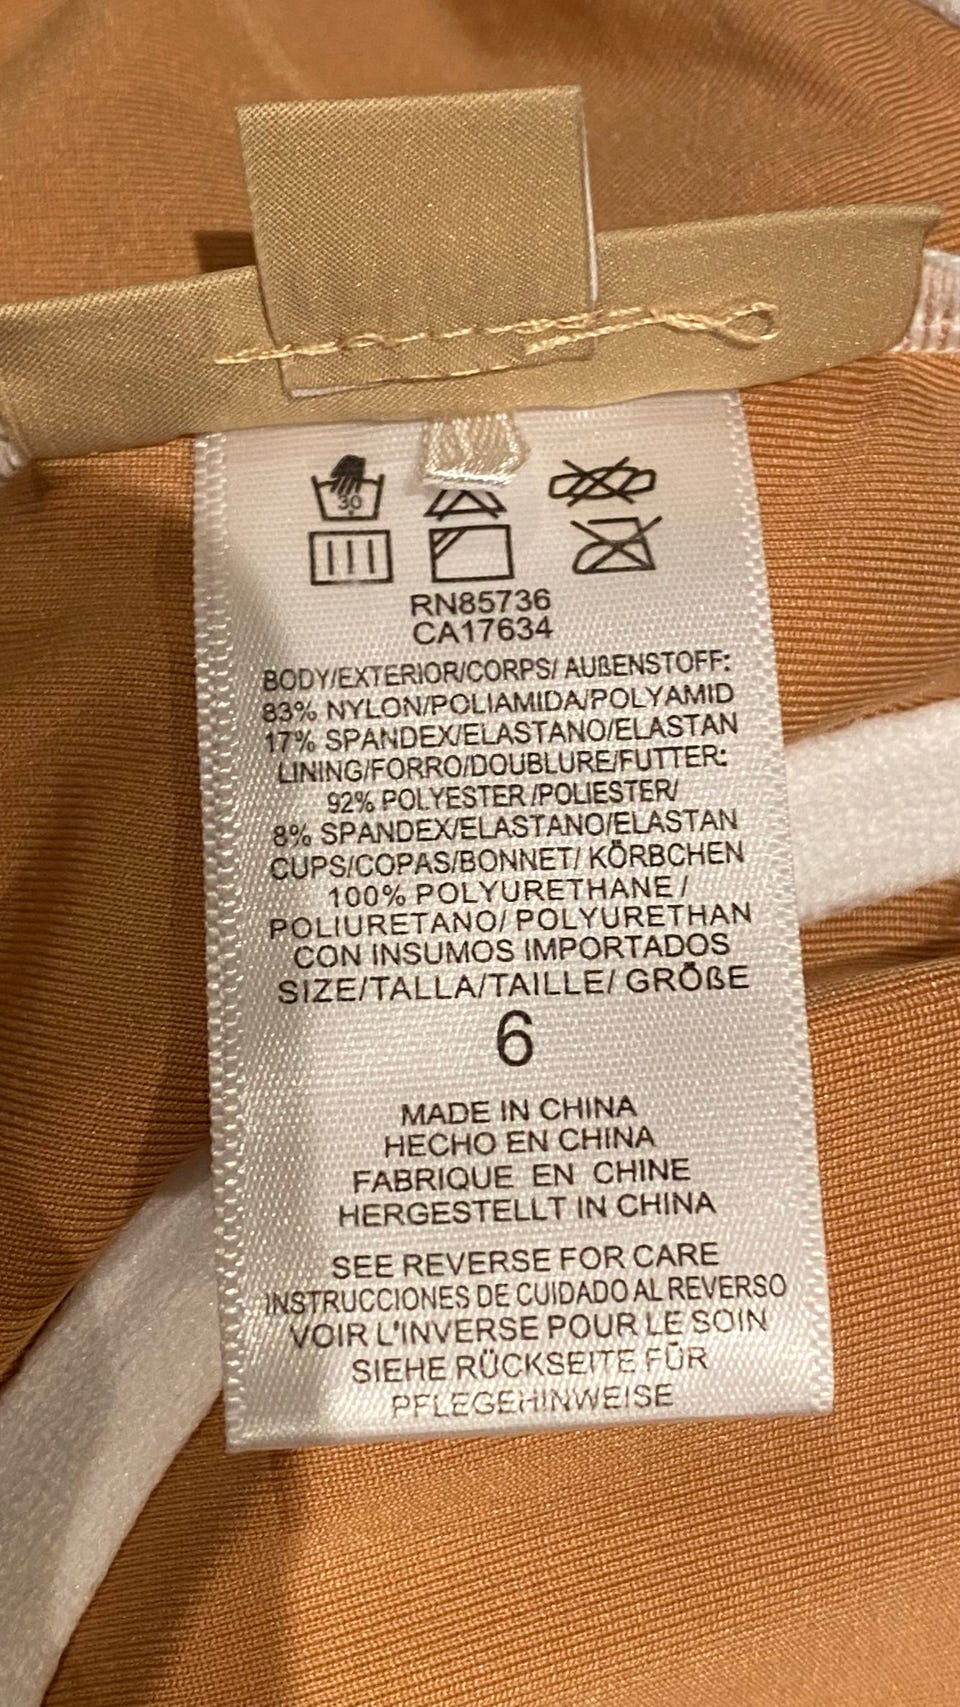 30
RN85736
CA17634
BODY/EXTERIOR/CORPS/ AUßENSTOFF:
83% NYLON/POLIAMIDA/POLYAMID
17% SPANDEX/ELASTANO/ELASTAN
LINING/FORRO/DOUBLURE/FUTTER:
92% POLYESTER /POLIESTER/
8% SPANDEX/ELASTANO/ELASTAN
CUPS/COPAS/BONNET/ KÖRBCHEN
100% POLYURETHANE /
POLIURETANO/ POLYURETHAN
CON INSUMOS IMPORTADOS
SIZE/TALLA/TAILLE/ GRÖßE
6
MADE IN CHINA
HECHO EN CHINA
FABRIQUE EN CHINE
HERGESTELLT IN CHINA
SEE REVERSE FOR CARE
INSTRUCCIONES DE CUIDADO AL REVERSO
VOIR L'INVERSE POUR LE SOIN
SIEHE RÜCKSEITE FÜR
PFLEGEHINWEISE